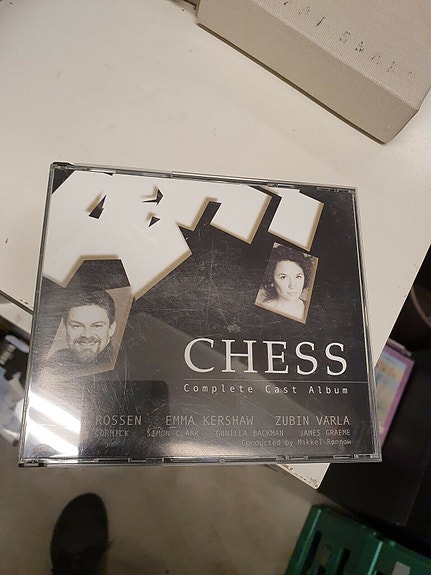 CHESS
Complete Cast Album
ROSSEN EMMA KERSHAW ZUBIN VARLA
SIMON CLARK GUNILLA BACKMAN JAMES GRAEME
Conducted by Mikkel Rønnow